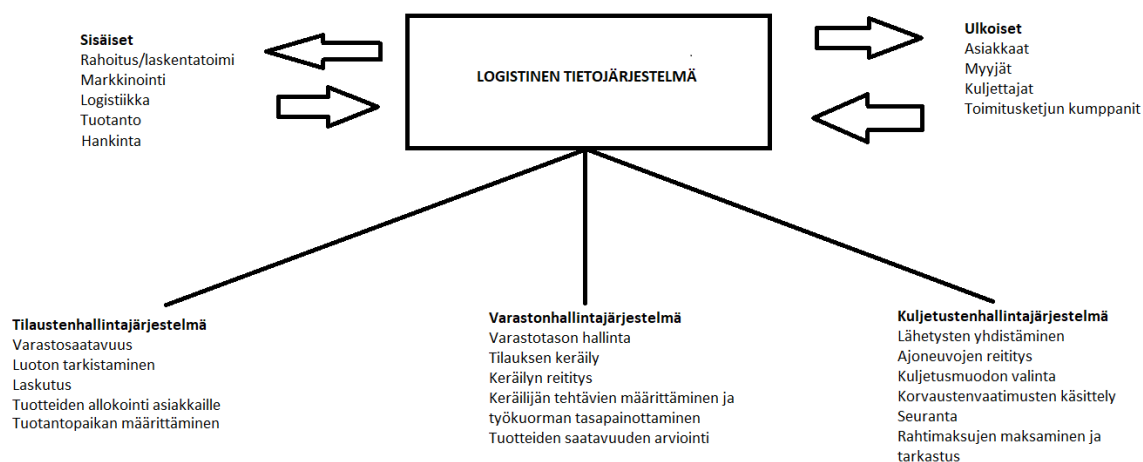 Sisäiset
Rahoitus/laskentatoimi
Markkinointi
Logistiikka
Tuotanto
Hankinta
LOGISTINEN TIETOJÄRJESTELMÄ
Ulkoiset
Asiakkaat
Myyjät
Kuljettajat
Toimitusketjun kumppanit
Tilaustenhallintajärjestelmä
Varastosaatavuus
Luoton tarkistaminen
Laskutus
Tuotteiden allokointi asiakkaille
Tuotantopaikan määrittäminen
Varastonhallintajärjestelmä
Varastotason hallinta
Tilauksen keräily
Keräilyn reititys
Keräilijän tehtävien määrittäminen ja
työkuorman tasapainottaminen
Tuotteiden saatavuuden arviointi
Kuljetustenhallintajärjestelmä
Lähetysten yhdistäminen
Ajoneuvojen reititys
Kuljetusmuodon valinta
Korvaustenvaatimusten käsittely
Seuranta
Rahtimaksujen maksaminen ja
tarkastus